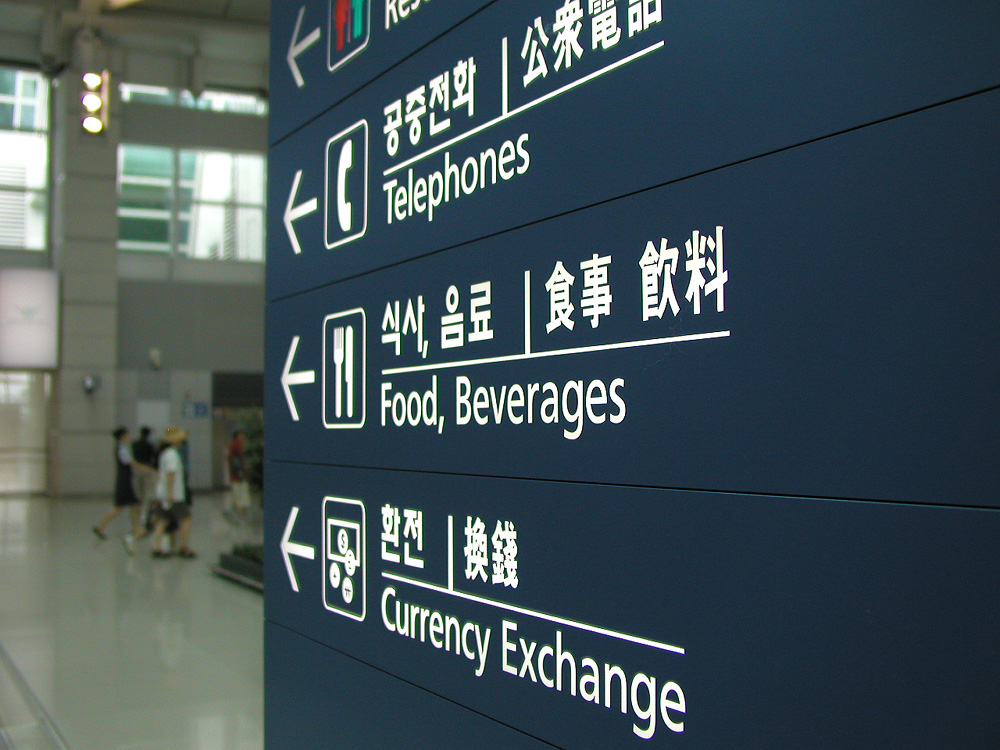 공중전화 | 公衆電話
Telephones
식사, 음료 | 食事 飮料
Food, Beverages
환전 | 換錢
Currency Exchange